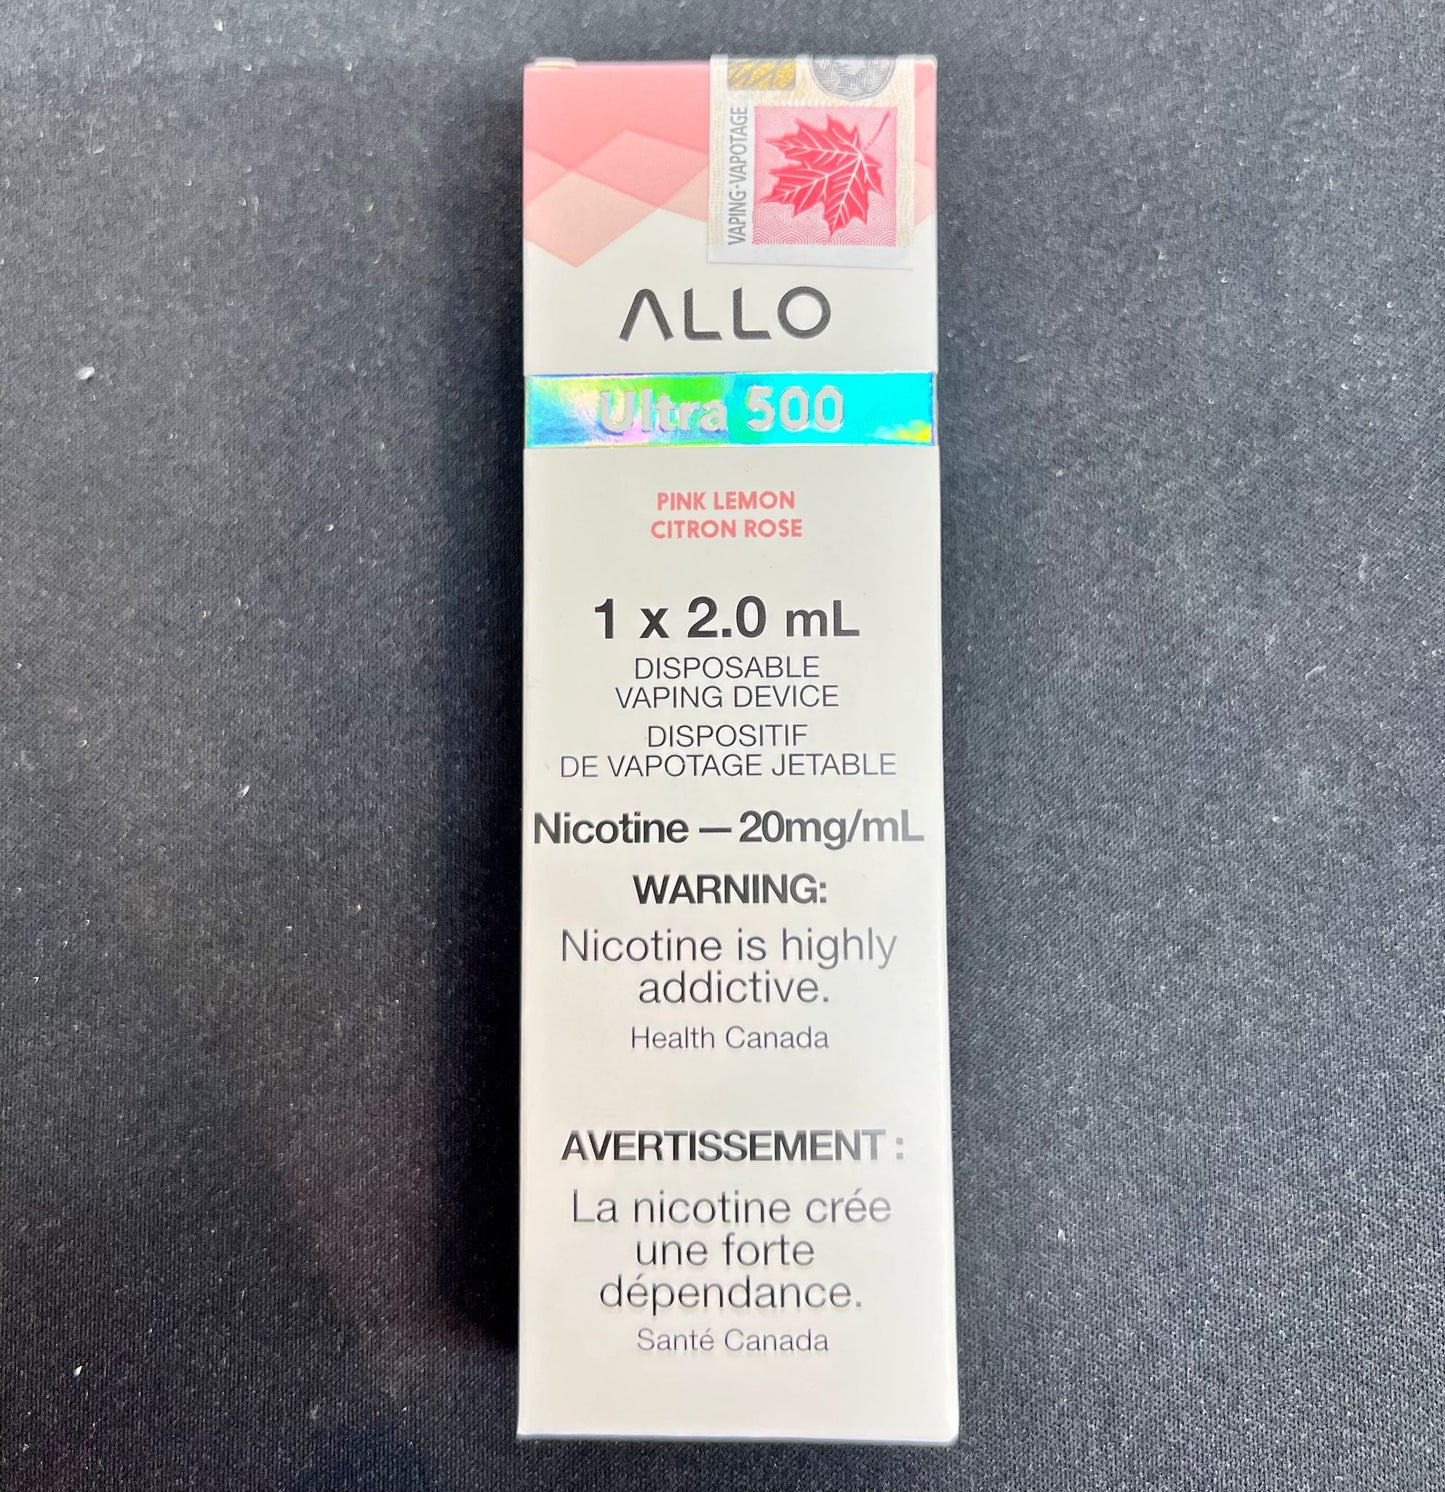 VAPING·VAPOTAGE
ALLO
Ultra 500
PINK LEMON
CITRON ROSE
1 x 2.0 mL
DISPOSABLE
VAPING DEVICE
DISPOSITIF
DE VAPOTAGE JETABLE
Nicotine — 20mg/mL
WARNING:
Nicotine is highly
addictive.
Health Canada
AVERTISSEMENT :
La nicotine crée
une forte
dépendance.
Santé Canada